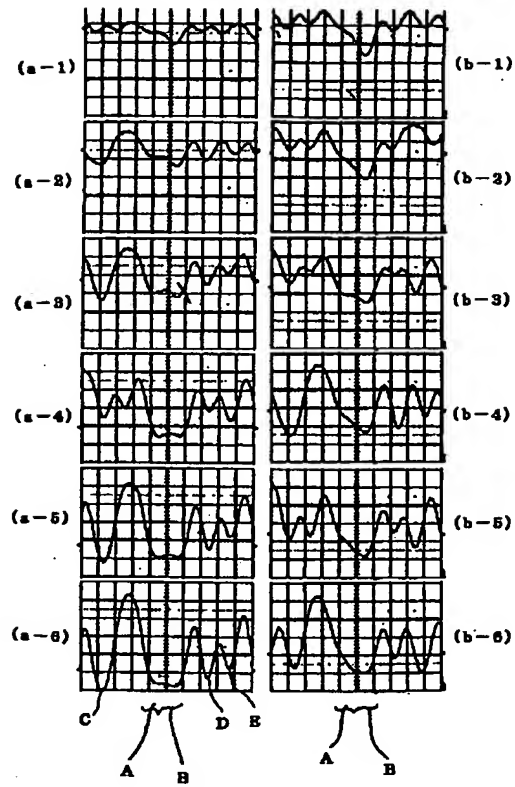 (a-1) (b-1)
(a-2) (b-2)
(a-3) (b-3)
(a-4) (b-4)
(a-5) (b-5)
(a-6) (b-6)
C D E
A B A B